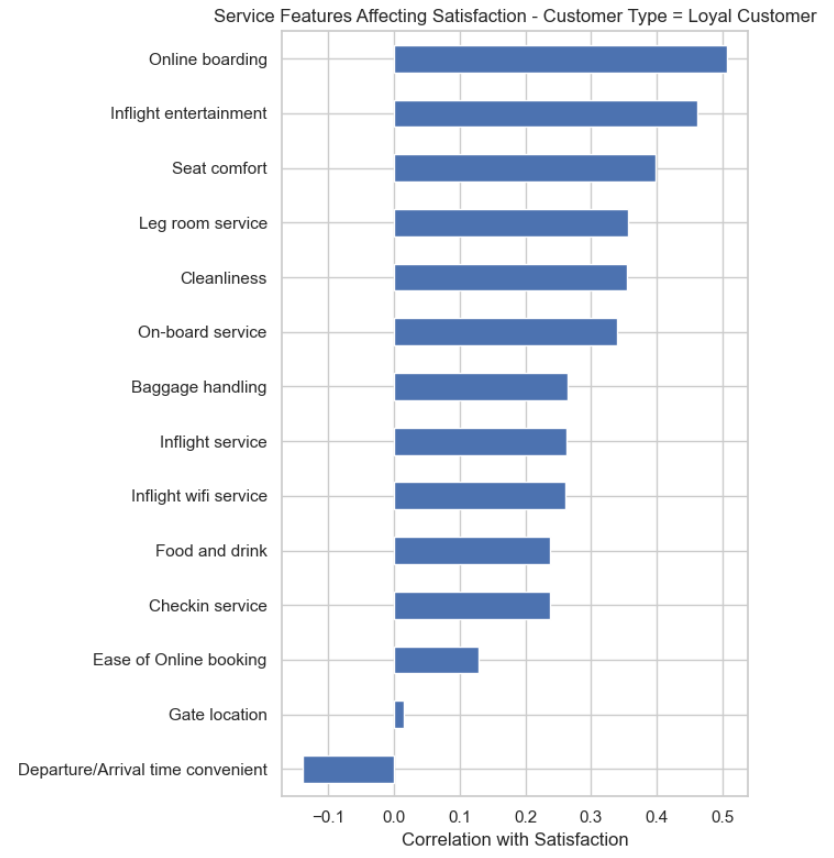 Service Features Affecting Satisfaction - Customer Type = Loyal Customer
Online boarding
Inflight entertainment
Seat comfort
Leg room service
Cleanliness
On-board service
Baggage handling
Inflight service
Inflight wifi service
Food and drink
Checkin service
Ease of Online booking
Gate location
Departure/Arrival time convenient
−0.1 0.0 0.1 0.2 0.3 0.4 0.5
Correlation with Satisfaction